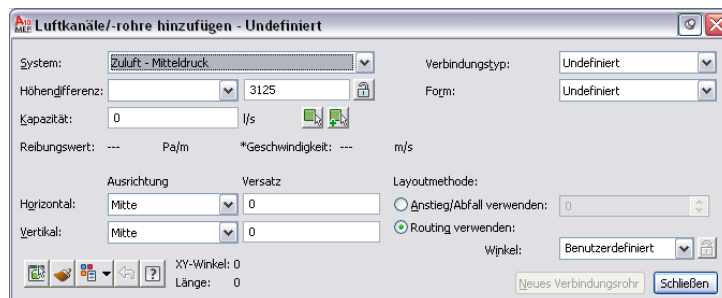 A10 MEP Luftkanäle/-rohre hinzufügen - Undefiniert
System: Zuluft - Mitteldruck Verbindungstyp: Undefiniert
Höhendifferenz: 3125 Form: Undefiniert
Kapazität: 0 l/s
Reibungswert: --- Pa/m *Geschwindigkeit: --- m/s
Ausrichtung Versatz Layoutmethode:
Horizontal: Mitte 0 Anstieg/Abfall verwenden: 0
Vertikal: Mitte 0 Routing verwenden:
Winkel: Benutzerdefiniert
XY-Winkel: 0
Länge: 0
Neues Verbindungsrohr Schließen